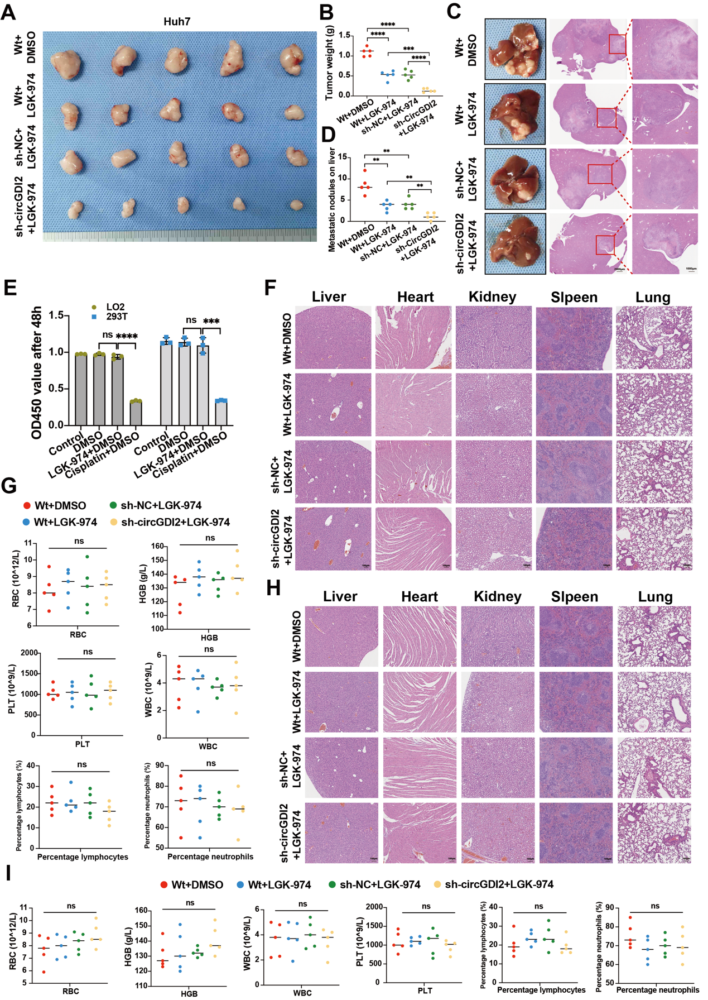 A
Huh7
Wt+
DMSO
Wt+
LGK-974
sh-NC+
LGK-974
sh-circGDI2
+LGK-974
B
Tumor weight (g)
1.5
1.0
0.5
0.0
****
****
***
****
Wt+DMSO
Wt+LGK-974
sh-NC+LGK-974
sh-CircGDI2
+LGK-974
C
Wt+
DMSO
Wt+
LGK-974
sh-NC+
LGK-974
sh-circGDI2
+LGK-974
2000μm
1000μm
D
Metastatic nodules on liver
15
10
5
0
**
**
**
**
Wt+DMSO
Wt+LGK-974
sh-NC+LGK-974
sh-CircGDI2
+LGK-974
E
OD450 value after 48h
LO2
293T
1.5
1.0
0.5
0.0
ns
****
ns
***
Control
DMSO
LGK-974+DMSO
Cisplatin+DMSO
Control
DMSO
LGK-974+DMSO
Cisplatin+DMSO
F
Liver
Heart
Kidney
Slpeen
Lung
Wt+DMSO
Wt+LGK-974
sh-NC+
LGK-974
sh-circGDI2
+LGK-974
G
Wt+DMSO
sh-NC+LGK-974
Wt+LGK-974
sh-circGDI2+LGK-974
RBC (10^12/L)
11
10
9
8
7
6
ns
RBC
HGB (g/L)
160
150
140
130
120
110
100
ns
HGB
PLT (10^9/L)
2000
1500
1000
500
0
ns
PLT
WBC (10^9/L)
6
4
2
0
ns
WBC
Percentage lymphocytes (%)
40
30
20
10
0
ns
Percentage lymphocytes
Percentage neutrophils (%)
90
80
70
60
50
ns
Percentage neutrophils
H
Liver
Heart
Kidney
Slpeen
Lung
Wt+DMSO
Wt+LGK-974
sh-NC+
LGK-974
sh-circGDI2
+LGK-974
I
Wt+DMSO
Wt+LGK-974
sh-NC+LGK-974
sh-circGDI2+LGK-974
RBC (10^12/L)
11
10
9
8
7
6
5
ns
RBC
HGB (g/L)
160
150
140
130
120
110
ns
HGB
WBC (10^9/L)
6
4
2
0
ns
WBC
PLT (10^9/L)
2000
1500
1000
500
0
ns
PLT
Percentage lymphocytes (%)
40
30
20
10
0
ns
Percentage lymphocytes
Percentage neutrophils (%)
90
80
70
60
50
ns
Percentage neutrophils